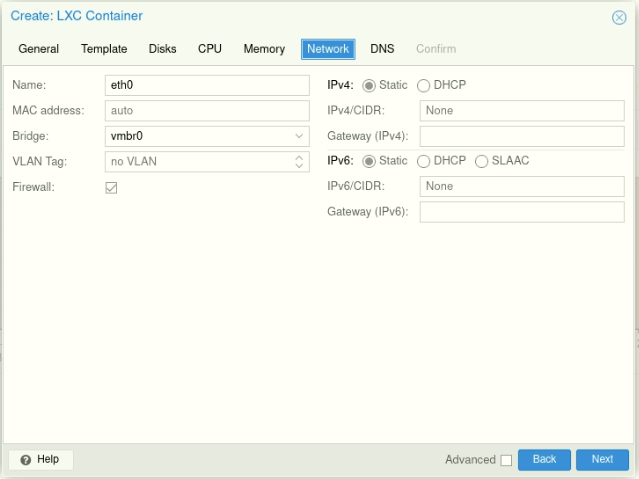 Create: LXC Container
General Template Disks CPU Memory Network DNS Confirm
Name: eth0
MAC address: auto
Bridge: vmbr0
VLAN Tag: no VLAN
Firewall:
IPv4: Static DHCP
IPv4/CIDR: None
Gateway (IPv4):
IPv6: Static DHCP SLAAC
IPv6/CIDR: None
Gateway (IPv6):
Help
Advanced Back Next